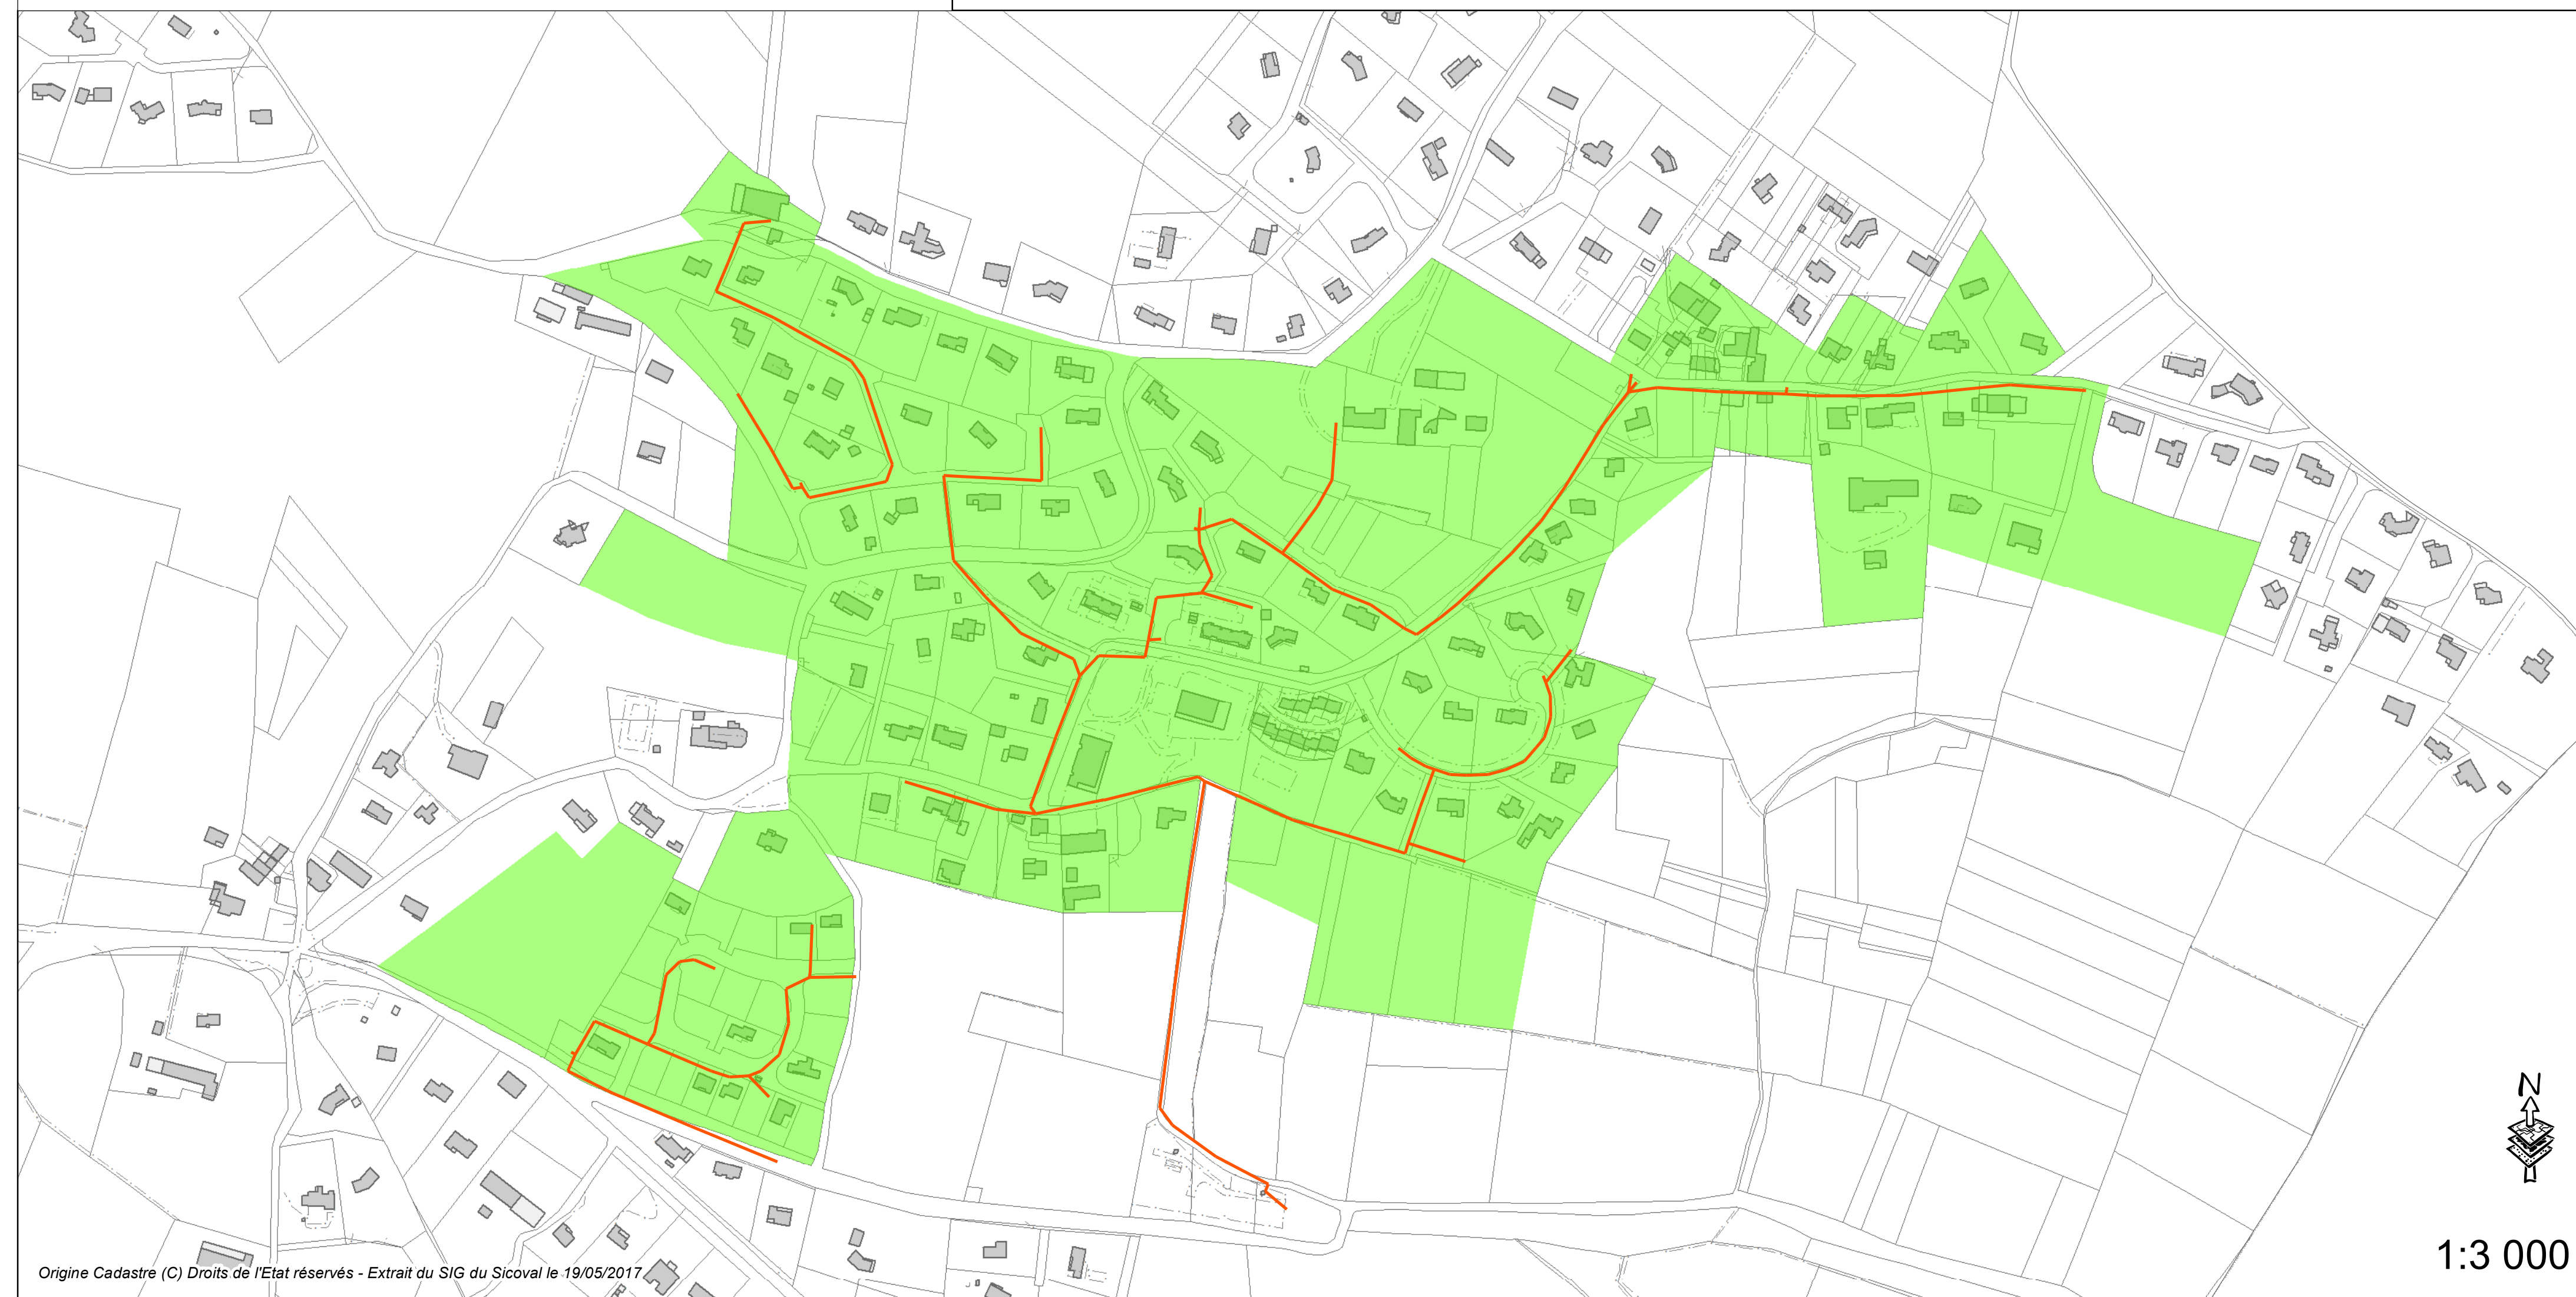 N
1:3 000
Origine Cadastre (C) Droits de l'Etat réservés - Extrait du SIG du Sicoval le 19/05/2017